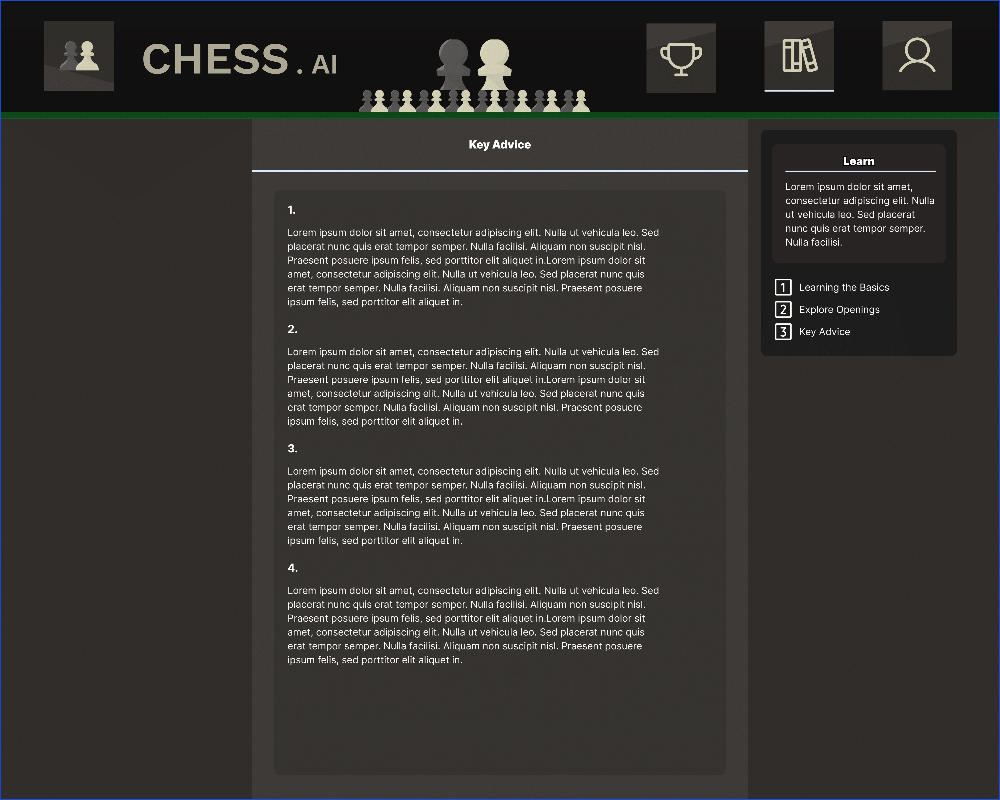 CHESS . AI
Key Advice
1.
Lorem ipsum dolor sit amet, consectetur adipiscing elit. Nulla ut vehicula leo. Sed
placerat nunc quis erat tempor semper. Nulla facilisi. Aliquam non suscipit nisl.
Praesent posuere ipsum felis, sed porttitor elit aliquet in.Lorem ipsum dolor sit
amet, consectetur adipiscing elit. Nulla ut vehicula leo. Sed placerat nunc quis
erat tempor semper. Nulla facilisi. Aliquam non suscipit nisl. Praesent posuere
ipsum felis, sed porttitor elit aliquet in.
2.
Lorem ipsum dolor sit amet, consectetur adipiscing elit. Nulla ut vehicula leo. Sed
placerat nunc quis erat tempor semper. Nulla facilisi. Aliquam non suscipit nisl.
Praesent posuere ipsum felis, sed porttitor elit aliquet in.Lorem ipsum dolor sit
amet, consectetur adipiscing elit. Nulla ut vehicula leo. Sed placerat nunc quis
erat tempor semper. Nulla facilisi. Aliquam non suscipit nisl. Praesent posuere
ipsum felis, sed porttitor elit aliquet in.
3.
Lorem ipsum dolor sit amet, consectetur adipiscing elit. Nulla ut vehicula leo. Sed
placerat nunc quis erat tempor semper. Nulla facilisi. Aliquam non suscipit nisl.
Praesent posuere ipsum felis, sed porttitor elit aliquet in.Lorem ipsum dolor sit
amet, consectetur adipiscing elit. Nulla ut vehicula leo. Sed placerat nunc quis
erat tempor semper. Nulla facilisi. Aliquam non suscipit nisl. Praesent posuere
ipsum felis, sed porttitor elit aliquet in.
4.
Lorem ipsum dolor sit amet, consectetur adipiscing elit. Nulla ut vehicula leo. Sed
placerat nunc quis erat tempor semper. Nulla facilisi. Aliquam non suscipit nisl.
Praesent posuere ipsum felis, sed porttitor elit aliquet in.Lorem ipsum dolor sit
amet, consectetur adipiscing elit. Nulla ut vehicula leo. Sed placerat nunc quis
erat tempor semper. Nulla facilisi. Aliquam non suscipit nisl. Praesent posuere
ipsum felis, sed porttitor elit aliquet in.
Learn
Lorem ipsum dolor sit amet,
consectetur adipiscing elit. Nulla
ut vehicula leo. Sed placerat
nunc quis erat tempor semper.
Nulla facilisi.
1 Learning the Basics
2 Explore Openings
3 Key Advice